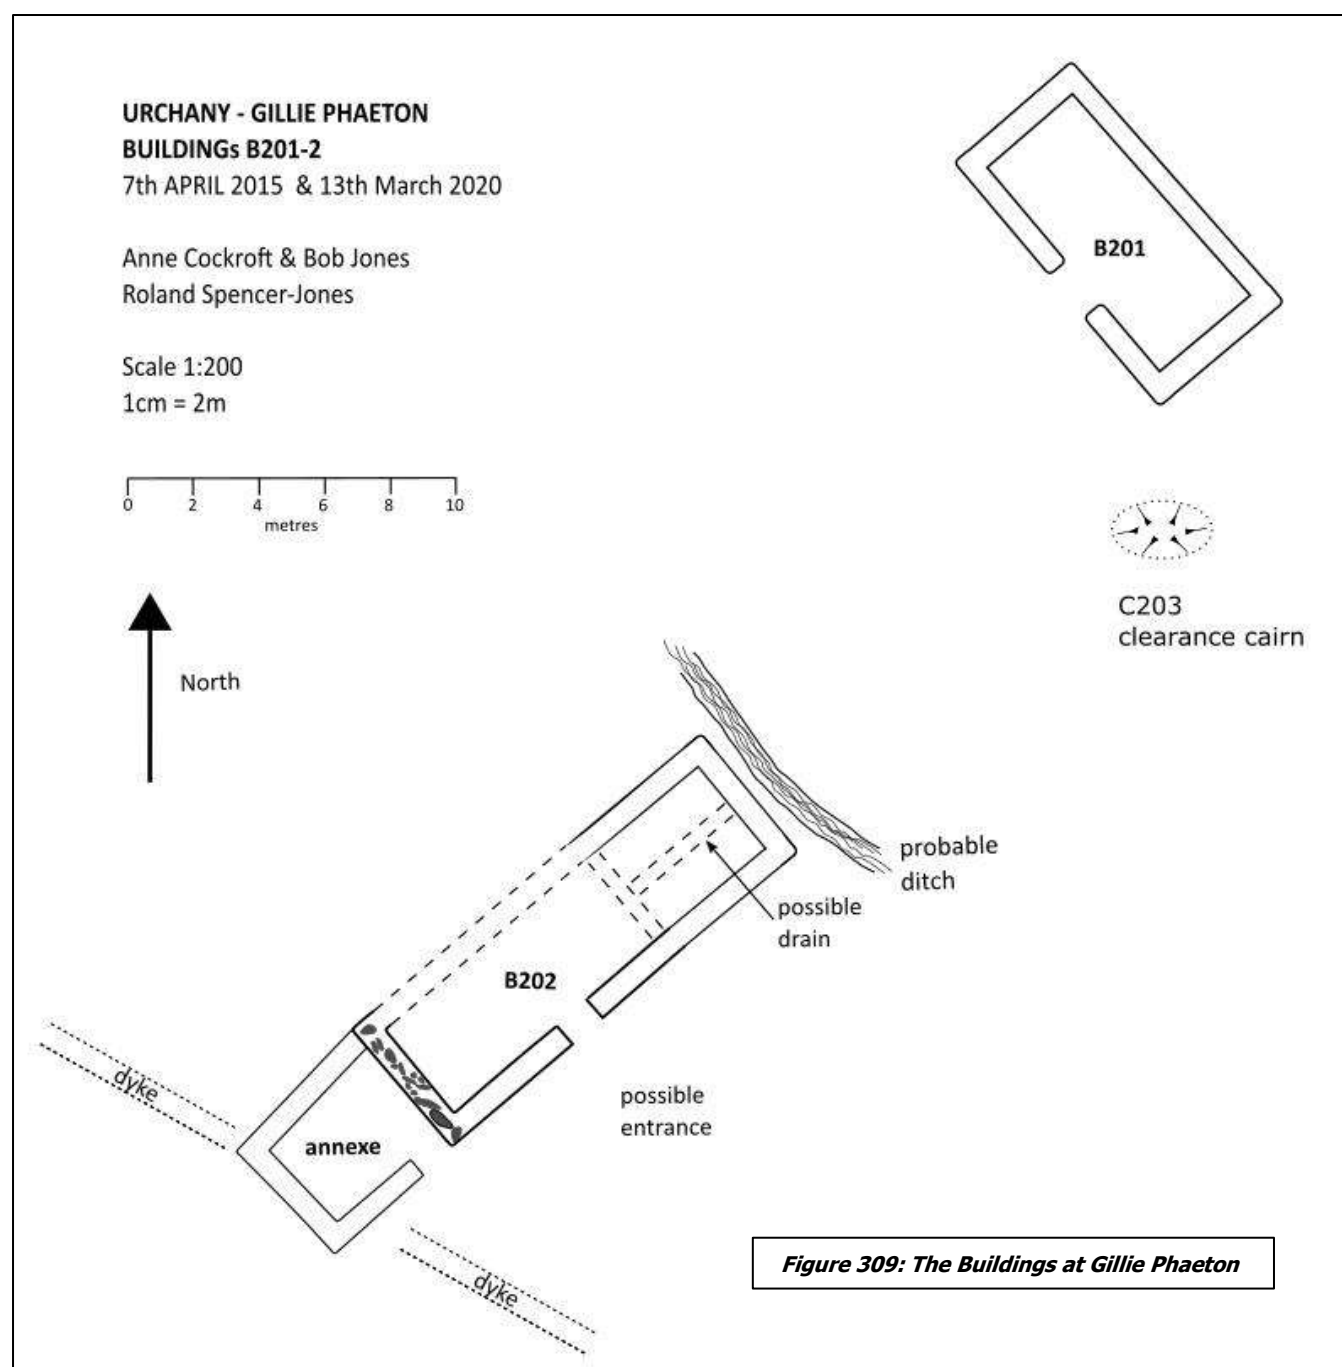 URCHANY - GILLIE PHAETON
BUILDINGs B201-2
7th APRIL 2015 & 13th March 2020
Anne Cockroft & Bob Jones
Roland Spencer-Jones
Scale 1:200
1cm = 2m
0 2 4 6 8 10
metres
North
B201
C203
clearance cairn
probable
ditch
possible
drain
B202
possible
entrance
dyke
annexe
dyke
Figure 309: The Buildings at Gillie Phaeton